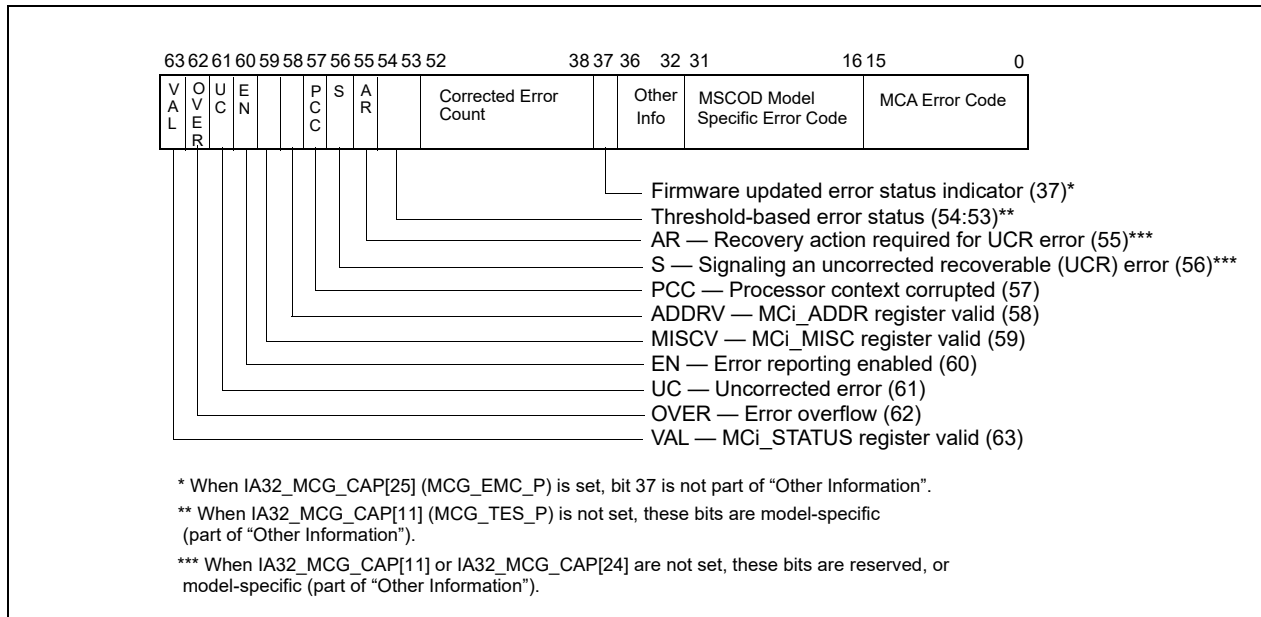 63 62 61 60 59 58 57 56 55 54 53 52 38 37 36 32 31 16 15 0
VAL OVER UC EN PCC S AR
Corrected Error
Count
Other
Info
MSCOD Model
Specific Error Code
MCA Error Code
Firmware updated error status indicator (37)*
Threshold-based error status (54:53)**
AR — Recovery action required for UCR error (55)***
S — Signaling an uncorrected recoverable (UCR) error (56)***
PCC — Processor context corrupted (57)
ADDRV — MCi_ADDR register valid (58)
MISCV — MCi_MISC register valid (59)
EN — Error reporting enabled (60)
UC — Uncorrected error (61)
OVER — Error overflow (62)
VAL — MCi_STATUS register valid (63)
* When IA32_MCG_CAP[25] (MCG_EMC_P) is set, bit 37 is not part of “Other Information”.
** When IA32_MCG_CAP[11] (MCG_TES_P) is not set, these bits are model-specific
(part of “Other Information”).
*** When IA32_MCG_CAP[11] or IA32_MCG_CAP[24] are not set, these bits are reserved, or
model-specific (part of “Other Information”).